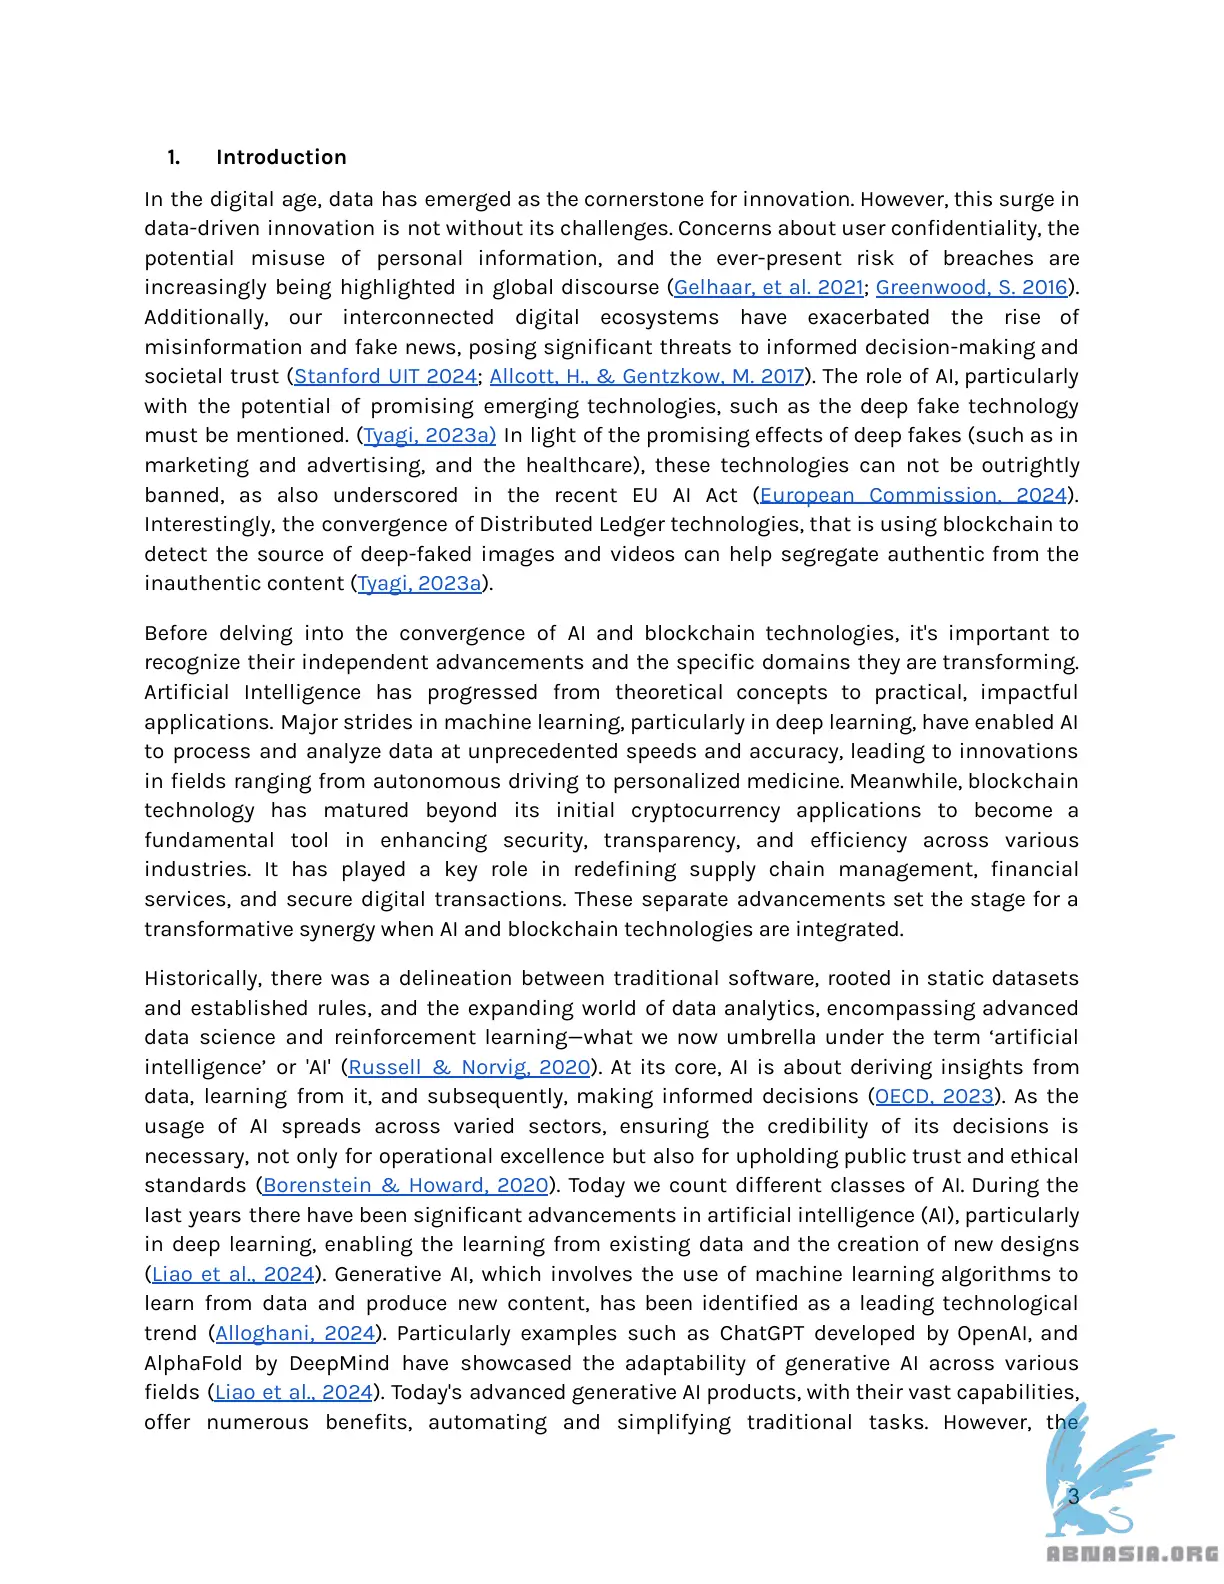 1. Introduction
In the digital age, data has emerged as the cornerstone for innovation. However, this surge in
data-driven innovation is not without its challenges. Concerns about user confidentiality, the
potential misuse of personal information, and the ever-present risk of breaches are
increasingly being highlighted in global discourse (Gelhaar, et al. 2021; Greenwood, S. 2016).
Additionally, our interconnected digital ecosystems have exacerbated the rise of
misinformation and fake news, posing significant threats to informed decision-making and
societal trust (Stanford UIT 2024; Allcott, H., & Gentzkow, M. 2017). The role of AI, particularly
with the potential of promising emerging technologies, such as the deep fake technology
must be mentioned. (Tyagi, 2023a) In light of the promising effects of deep fakes (such as in
marketing and advertising, and the healthcare), these technologies can not be outrightly
banned, as also underscored in the recent EU AI Act (European Commission, 2024).
Interestingly, the convergence of Distributed Ledger technologies, that is using blockchain to
detect the source of deep-faked images and videos can help segregate authentic from the
inauthentic content (Tyagi, 2023a).
Before delving into the convergence of AI and blockchain technologies, it's important to
recognize their independent advancements and the specific domains they are transforming.
Artificial Intelligence has progressed from theoretical concepts to practical, impactful
applications. Major strides in machine learning, particularly in deep learning, have enabled AI
to process and analyze data at unprecedented speeds and accuracy, leading to innovations
in fields ranging from autonomous driving to personalized medicine. Meanwhile, blockchain
technology has matured beyond its initial cryptocurrency applications to become a
fundamental tool in enhancing security, transparency, and efficiency across various
industries. It has played a key role in redefining supply chain management, financial
services, and secure digital transactions. These separate advancements set the stage for a
transformative synergy when AI and blockchain technologies are integrated.
Historically, there was a delineation between traditional software, rooted in static datasets
and established rules, and the expanding world of data analytics, encompassing advanced
data science and reinforcement learning—what we now umbrella under the term ‘artificial
intelligence’ or 'AI' (Russell & Norvig, 2020). At its core, AI is about deriving insights from
data, learning from it, and subsequently, making informed decisions (OECD, 2023). As the
usage of AI spreads across varied sectors, ensuring the credibility of its decisions is
necessary, not only for operational excellence but also for upholding public trust and ethical
standards (Borenstein & Howard, 2020). Today we count different classes of AI. During the
last years there have been significant advancements in artificial intelligence (AI), particularly
in deep learning, enabling the learning from existing data and the creation of new designs
(Liao et al., 2024). Generative AI, which involves the use of machine learning algorithms to
learn from data and produce new content, has been identified as a leading technological
trend (Alloghani, 2024). Particularly examples such as ChatGPT developed by OpenAI, and
AlphaFold by DeepMind have showcased the adaptability of generative AI across various
fields (Liao et al., 2024). Today's advanced generative AI products, with their vast capabilities,
offer numerous benefits, automating and simplifying traditional tasks. However, the
3
ABNASIA.ORG